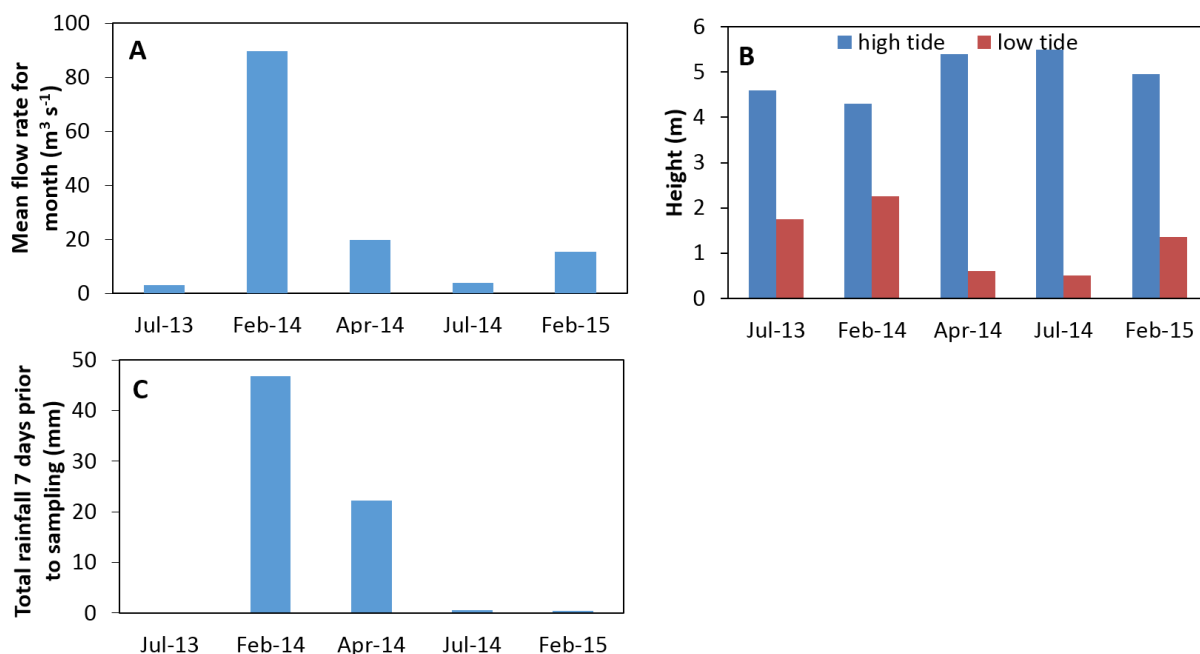 A
Mean flow rate for
month (m³ s⁻¹)
100
80
60
40
20
0
Jul-13 Feb-14 Apr-14 Jul-14 Feb-15
B
high tide low tide
Height (m)
6
5
4
3
2
1
0
Jul-13 Feb-14 Apr-14 Jul-14 Feb-15
C
Total rainfall 7 days prior
to sampling (mm)
50
40
30
20
10
0
Jul-13 Feb-14 Apr-14 Jul-14 Feb-15